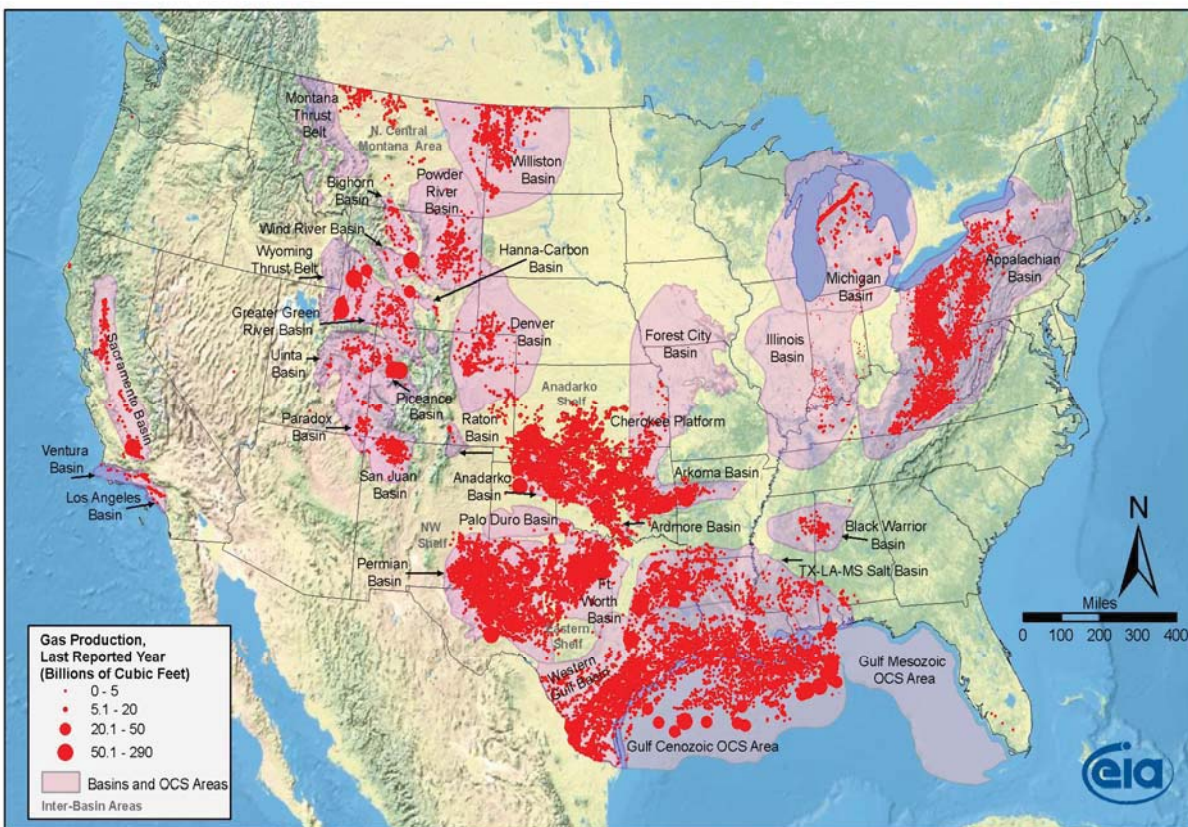 Montana
Thrust Belt
N. Central
Montana Area
Williston
Basin
Powder
River
Basin
Bighorn
Basin
Wind River Basin
Wyoming
Thrust Belt
Hanna-Carbon
Basin
Greater Green
River Basin
Denver
Basin
Uinta
Basin
Piceance
Basin
Sacramento Basin
Forest City
Basin
Illinois
Basin
Michigan
Basin
Appalachian
Basin
Anadarko
Shelf
Cherokee Platform
Paradox
Basin
Raton
Basin
San Juan
Basin
Anadarko
Basin
Arkoma Basin
Ventura
Basin
Los Angeles
Basin
Palo Duro Basin
Ardmore Basin
NW
Shelf
Black Warrior
Basin
Permian
Basin
TX-LA-MS Salt Basin
Ft.
Worth
Basin
Eastern
Shelf
Western
Gulf Basin
Gulf Cenozoic OCS Area
Gulf Mesozoic
OCS Area
N
Miles
0 100 200 300 400
Gas Production,
Last Reported Year
(Billions of Cubic Feet)
0 - 5
5.1 - 20
20.1 - 50
50.1 - 290
Basins and OCS Areas
Inter-Basin Areas
eia